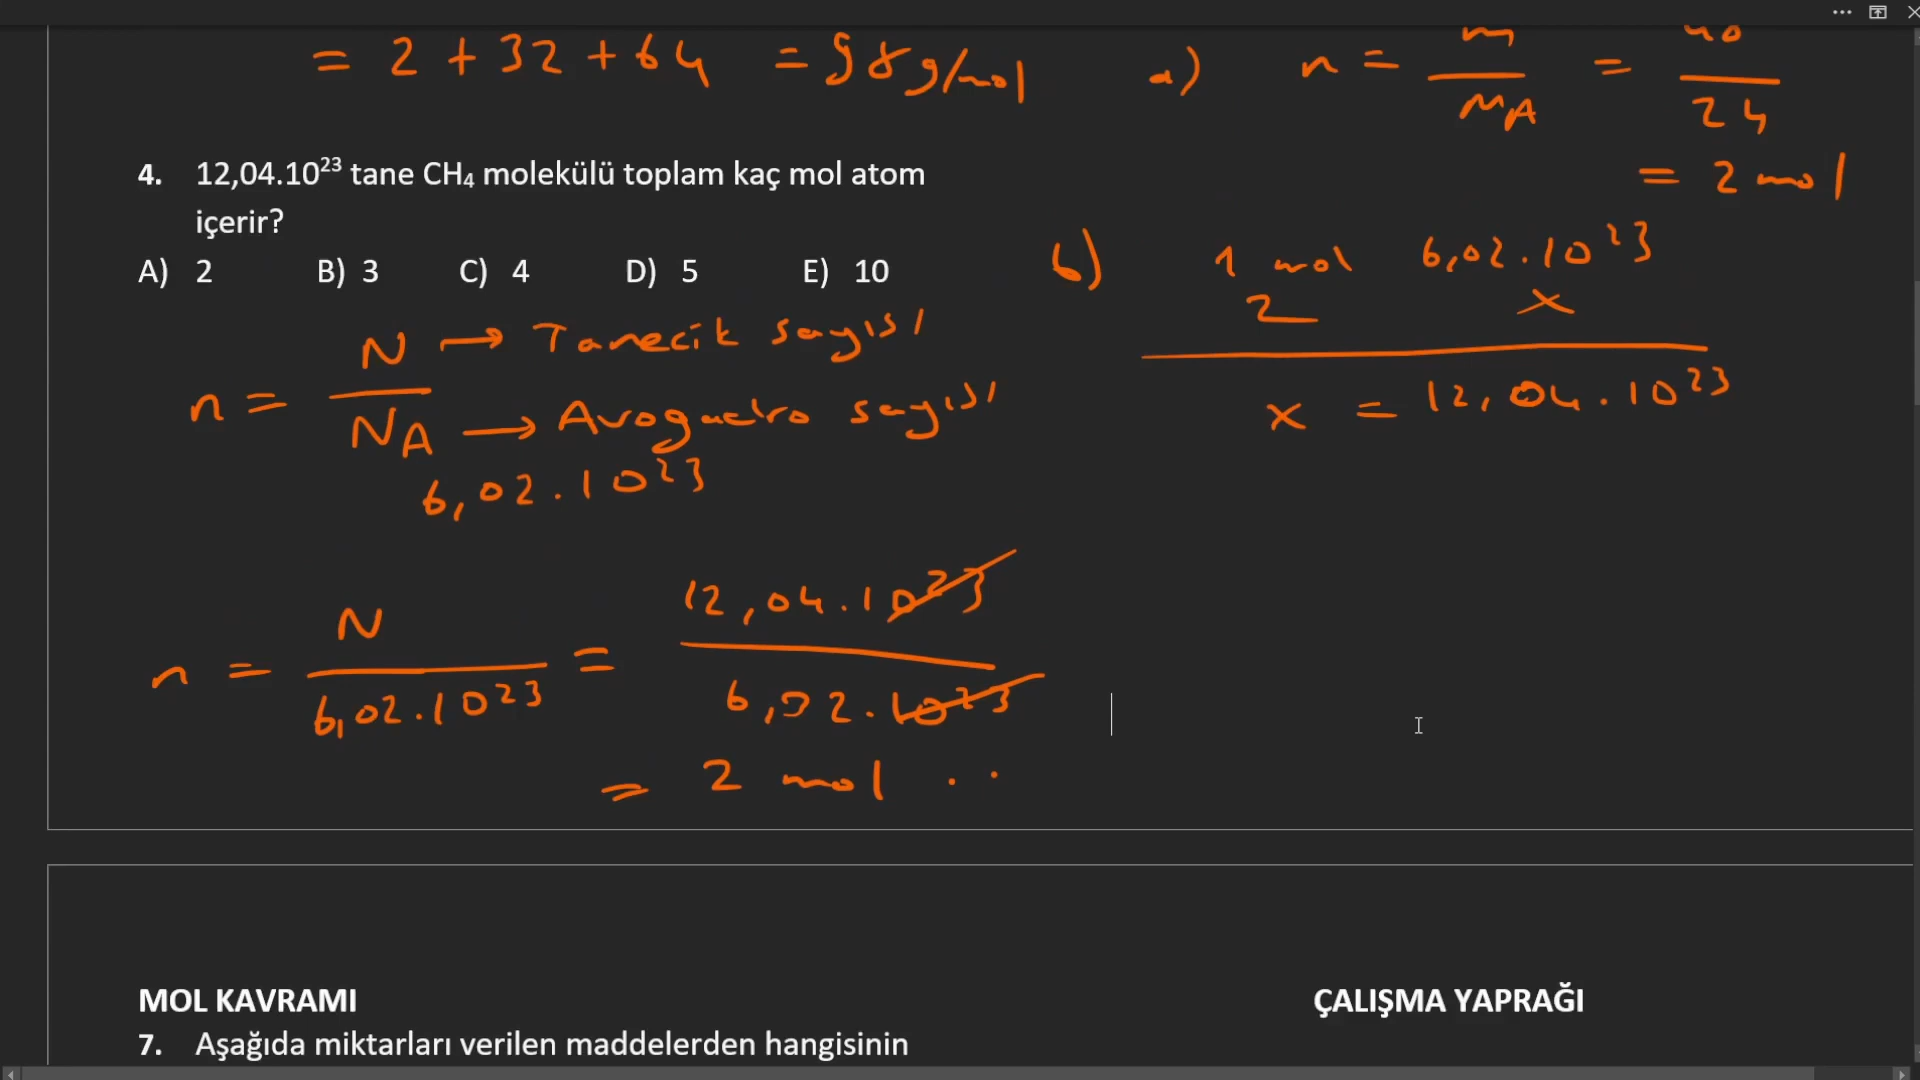 = 2 + 32 + 64 = 98 g/mol
4. 12,04.10²³ tane CH₄ molekülü toplam kaç mol atom
içerir?
A) 2 B) 3 C) 4 D) 5 E) 10
n = N / N_A
N → Tanecik sayısı
N_A → Avogadro sayısı
6,02.10²³
n = N / 6,02.10²³ = 12,04.10²³ / 6,02.10²³
= 2 mol . .
a) n = m / M_A = / 24
= 2 mol
b) 1 mol 6,02.10²³
2 x
x = 12,04.10²³
MOL KAVRAMI ÇALIŞMA YAPRAĞI
7. Aşağıda miktarları verilen maddelerden hangisinin